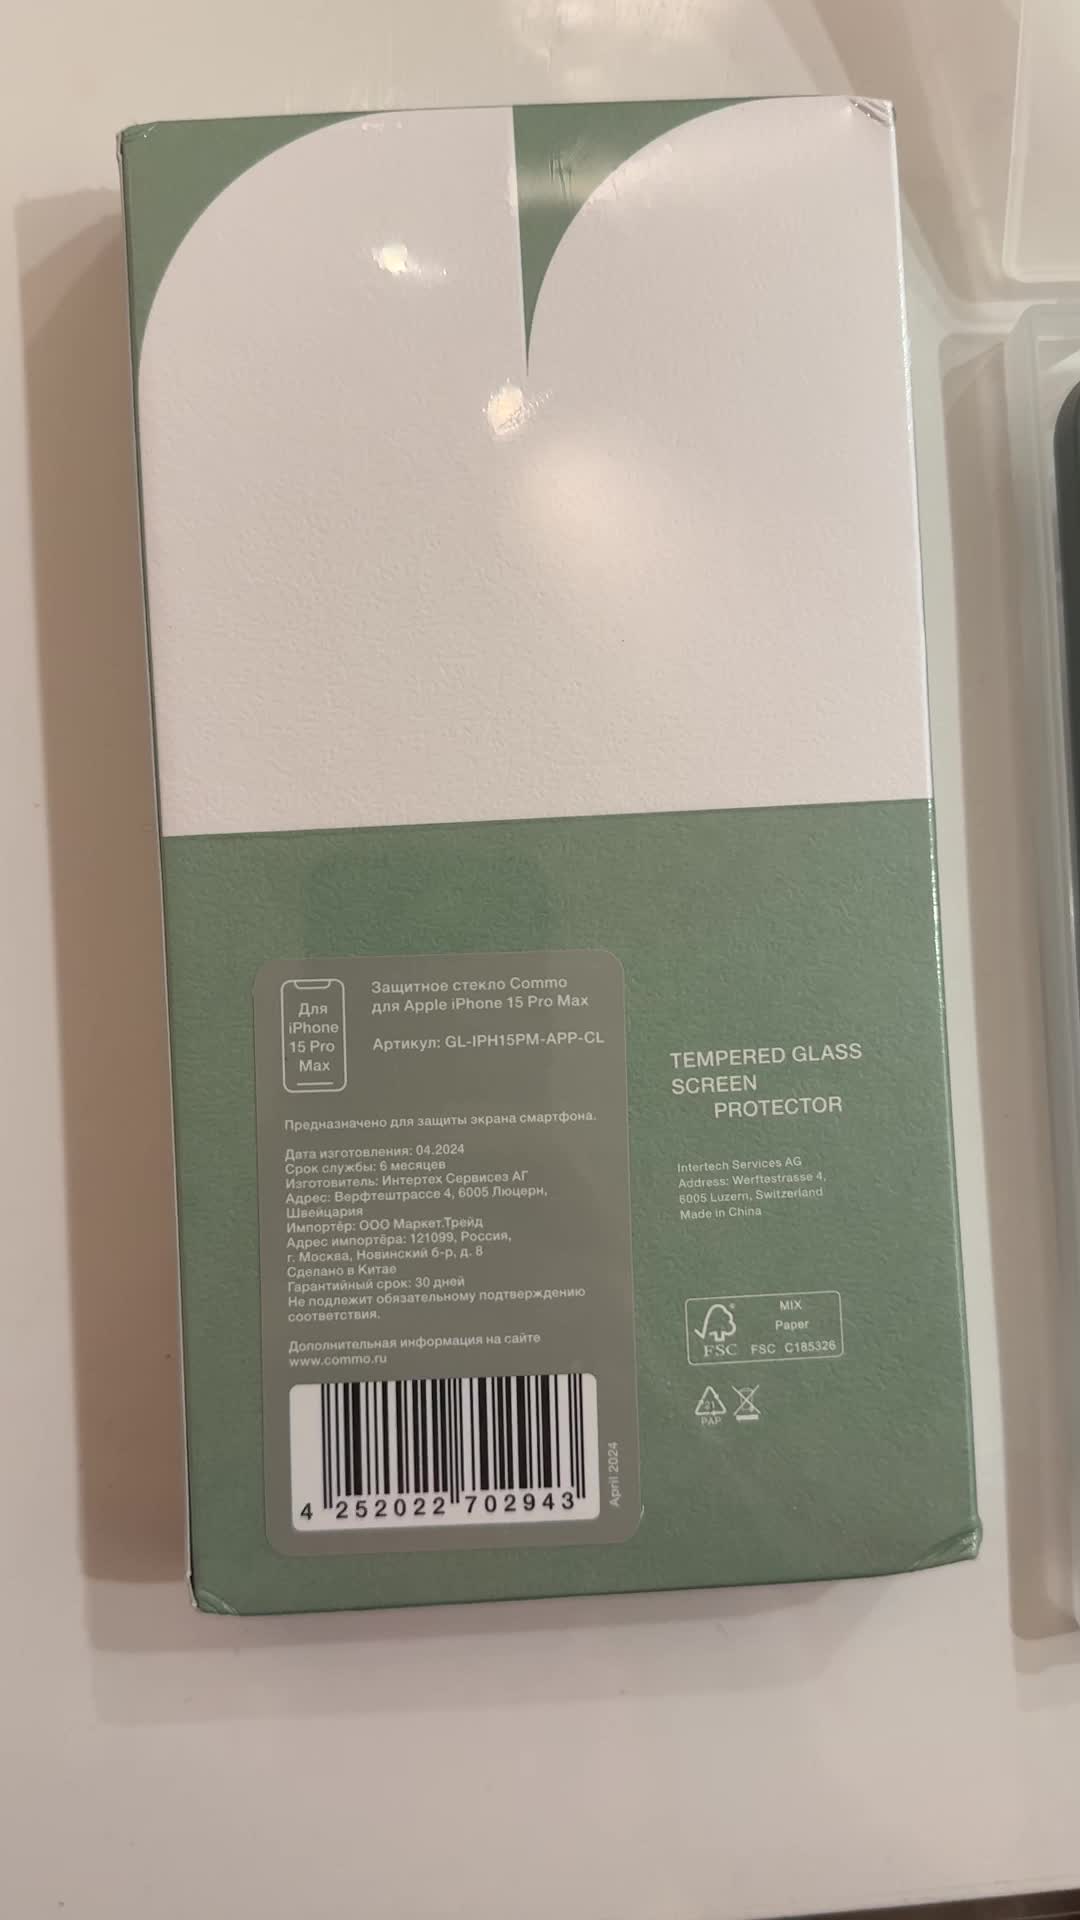 Для
iPhone
15 Pro
Max
Защитное стекло Commo
для Apple iPhone 15 Pro Max
Артикул: GL-IPH15PM-APP-CL
Предназначено для защиты экрана смартфона.
Дата изготовления: 04.2024
Срок службы: 6 месяцев
Изготовитель: Интертех Сервисез АГ
Адрес: Верфтештрассе 4, 6005 Люцерн,
Швейцария
Импортёр: ООО Маркет.Трейд
Адрес импортёра: 121099, Россия,
г. Москва, Новинский б-р, д. 8
Сделано в Китае
Гарантийный срок: 30 дней
Не подлежит обязательному подтверждению
соответствия.
Дополнительная информация на сайте
www.commo.ru
4 252022 702943
April 2024
TEMPERED GLASS
SCREEN
PROTECTOR
Intertech Services AG
Address: Werftestrasse 4,
6005 Luzern, Switzerland
Made in China
FSC
MIX
Paper
FSC C185326
21
PAP